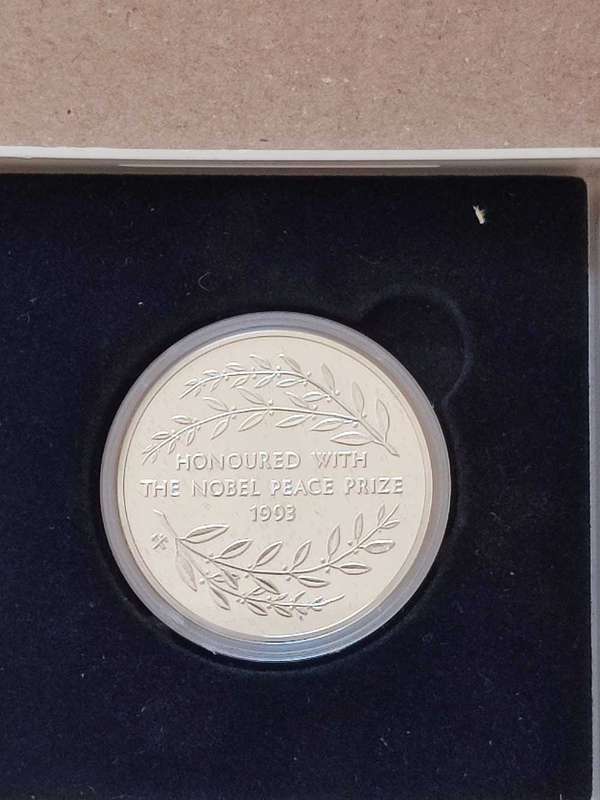 HONOURED WITH
THE NOBEL PEACE PRIZE
1903